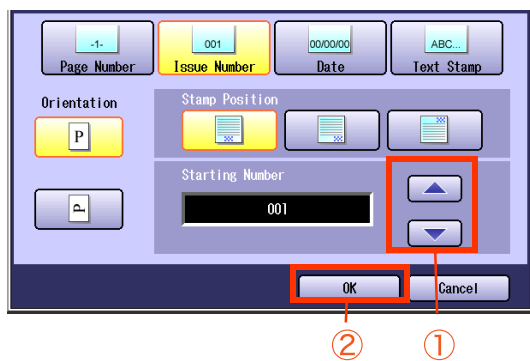 -1-
Page Number
001
Issue Number
00/00/00
Date
ABC...
Text Stamp
Orientation
P
P
Stamp Position
Starting Number
001
OK
Cancel
②
①